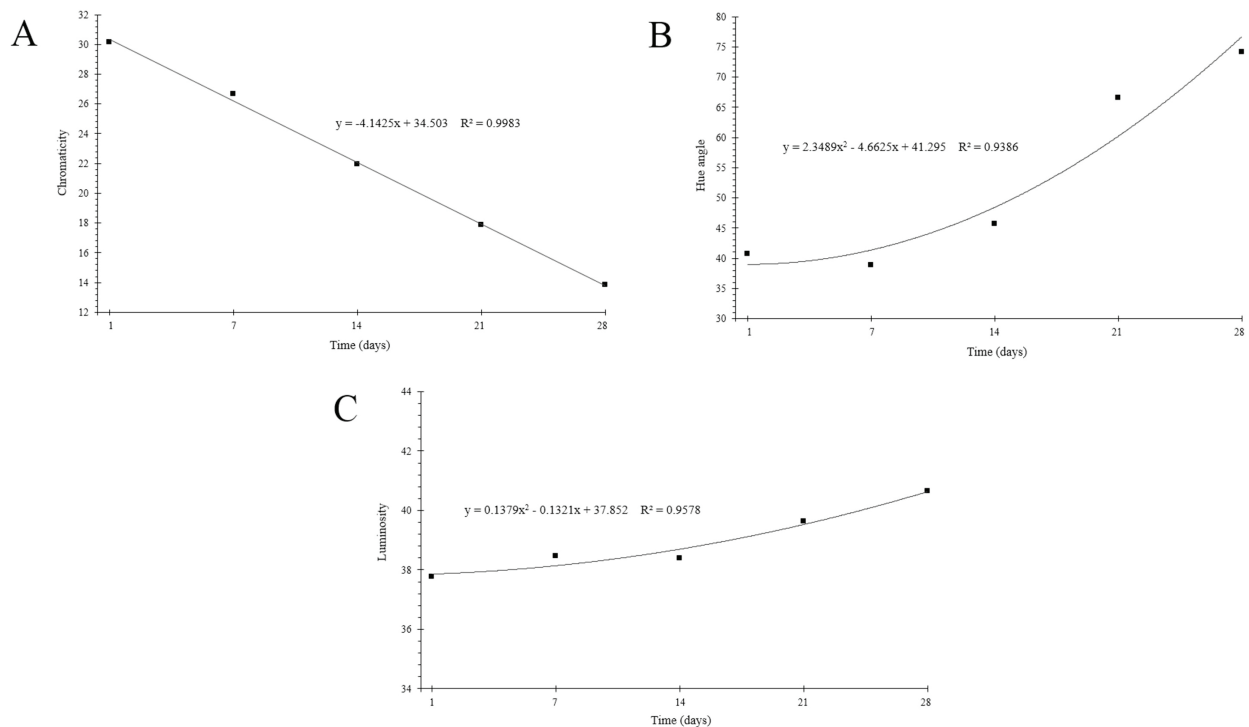 A
32
30
28
26
24
22
20
18
16
14
12
Chromaticity
y = -4.1425x + 34.503 R² = 0.9983
1 7 14 21 28
Time (days)
B
80
75
70
65
60
55
50
45
40
35
30
Hue angle
y = 2.3489x² - 4.6625x + 41.295 R² = 0.9386
1 7 14 21 28
Time (days)
C
44
42
40
38
36
34
Luminosity
y = 0.1379x² - 0.1321x + 37.852 R² = 0.9578
1 7 14 21 28
Time (days)